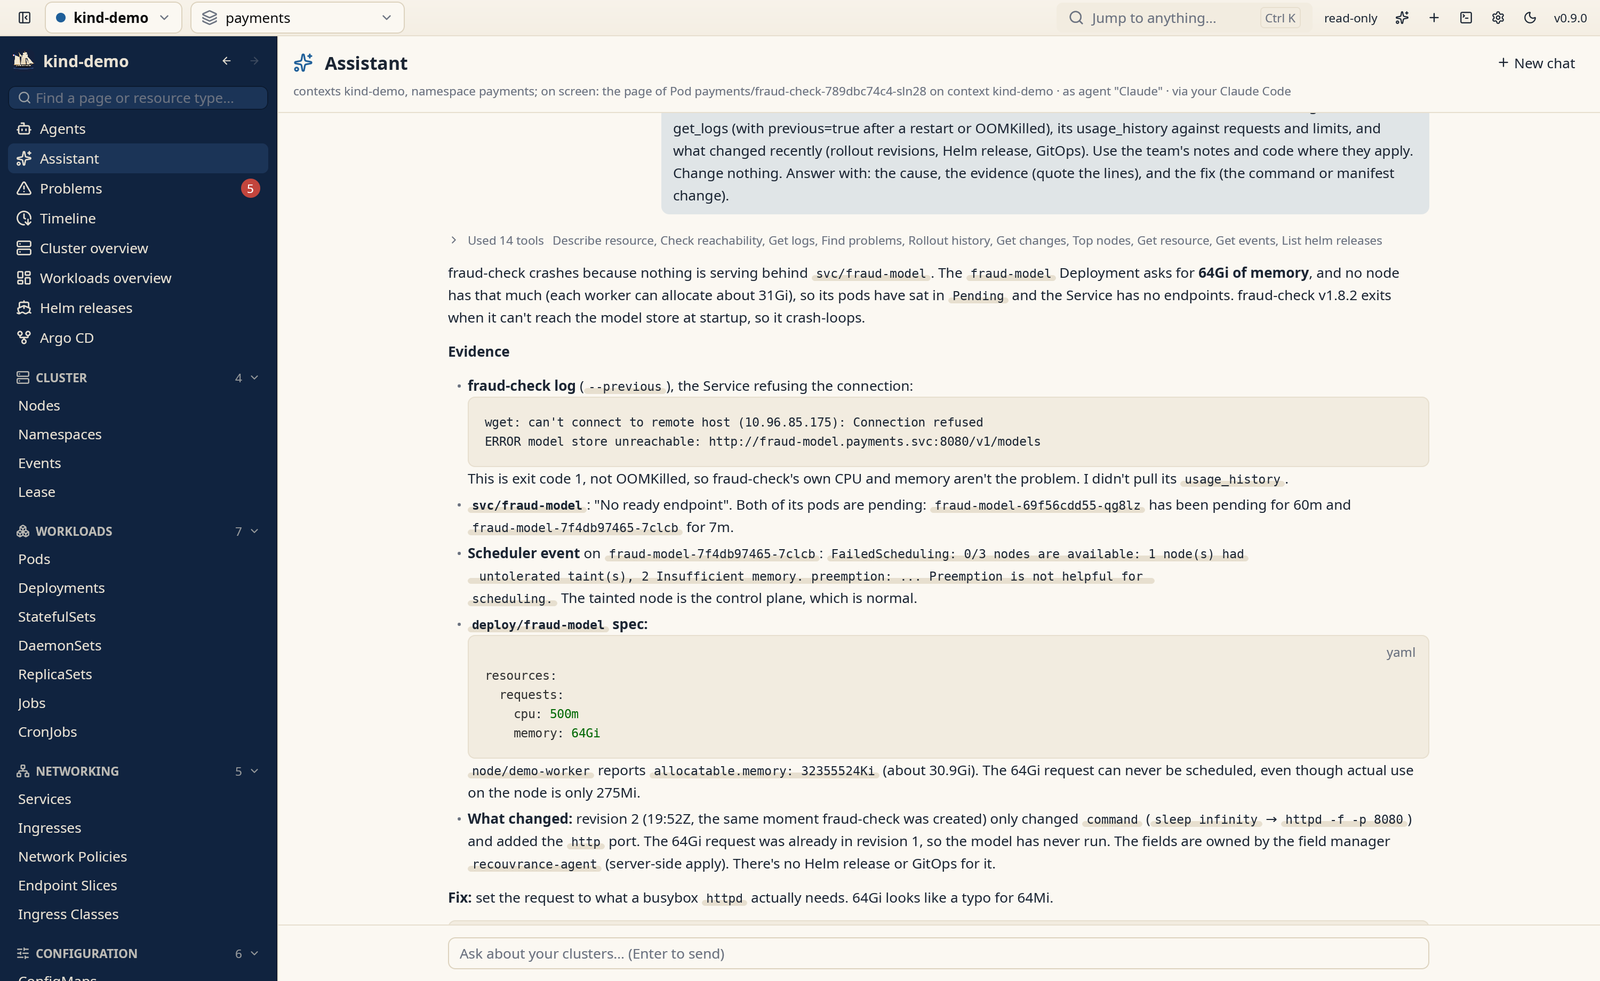 kind-demo
payments
Jump to anything...
Ctrl K
read-only
v0.9.0
kind-demo
Find a page or resource type...
Agents
Assistant
Problems
5
Timeline
Cluster overview
Workloads overview
Helm releases
Argo CD
CLUSTER
4
Nodes
Namespaces
Events
Lease
WORKLOADS
7
Pods
Deployments
StatefulSets
DaemonSets
ReplicaSets
Jobs
CronJobs
NETWORKING
5
Services
Ingresses
Network Policies
Endpoint Slices
Ingress Classes
CONFIGURATION
6
ConfigMaps
Assistant
+ New chat
contexts kind-demo, namespace payments; on screen: the page of Pod payments/fraud-check-789dbc74c4-sln28 on context kind-demo · as agent "Claude" · via your Claude Code
get_logs (with previous=true after a restart or OOMKilled), its usage_history against requests and limits, and
what changed recently (rollout revisions, Helm release, GitOps). Use the team's notes and code where they apply.
Change nothing. Answer with: the cause, the evidence (quote the lines), and the fix (the command or manifest
change).
Used 14 tools Describe resource, Check reachability, Get logs, Find problems, Rollout history, Get changes, Top nodes, Get resource, Get events, List helm releases
fraud-check crashes because nothing is serving behind svc/fraud-model. The fraud-model Deployment asks for 64Gi of memory, and no node
has that much (each worker can allocate about 31Gi), so its pods have sat in Pending and the Service has no endpoints. fraud-check v1.8.2 exits
when it can't reach the model store at startup, so it crash-loops.
Evidence
• fraud-check log (--previous), the Service refusing the connection:
wget: can't connect to remote host (10.96.85.175): Connection refused
ERROR model store unreachable: http://fraud-model.payments.svc:8080/v1/models
This is exit code 1, not OOMKilled, so fraud-check's own CPU and memory aren't the problem. I didn't pull its usage_history.
• svc/fraud-model: "No ready endpoint". Both of its pods are pending: fraud-model-69f56cdd55-qg8lz has been pending for 60m and
fraud-model-7f4db97465-7clcb for 7m.
• Scheduler event on fraud-model-7f4db97465-7clcb: FailedScheduling: 0/3 nodes are available: 1 node(s) had
untolerated taint(s), 2 Insufficient memory. preemption: ... Preemption is not helpful for
scheduling. The tainted node is the control plane, which is normal.
• deploy/fraud-model spec:
yaml
resources:
requests:
cpu: 500m
memory: 64Gi
node/demo-worker reports allocatable.memory: 32355524Ki (about 30.9Gi). The 64Gi request can never be scheduled, even though actual use
on the node is only 275Mi.
• What changed: revision 2 (19:52Z, the same moment fraud-check was created) only changed command (sleep infinity → httpd -f -p 8080)
and added the http port. The 64Gi request was already in revision 1, so the model has never run. The fields are owned by the field manager
recouvrance-agent (server-side apply). There's no Helm release or GitOps for it.
Fix: set the request to what a busybox httpd actually needs. 64Gi looks like a typo for 64Mi.
Ask about your clusters... (Enter to send)